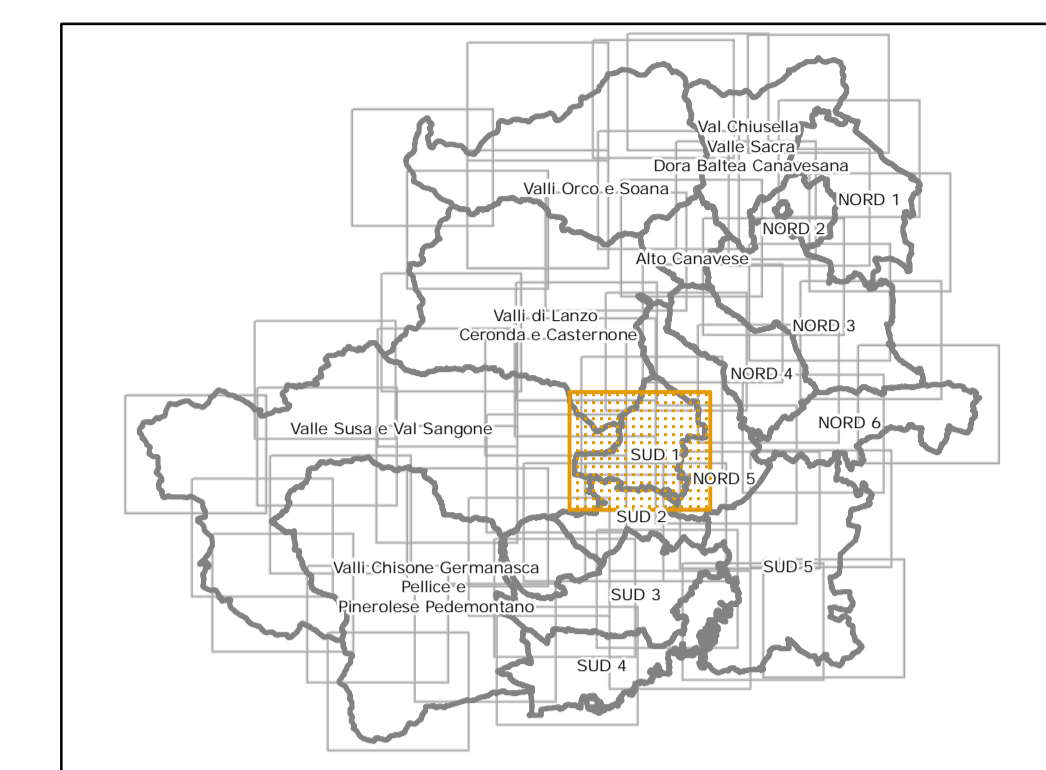 Val Chiusella
Valle Sacra
Dora Baltea Canavesana
Valli Orco e Soana
NORD 1
NORD 2
Alto Canavese
Valli di Lanzo
Ceronda e Casternone
NORD 3
NORD 4
NORD 6
Valle Susa e Val Sangone
SUD 1
NORD 5
SUD 2
Valli Chisone Germanasca
Pellice e
Pinerolese Pedemontano
SUD 5
SUD 3
SUD 4